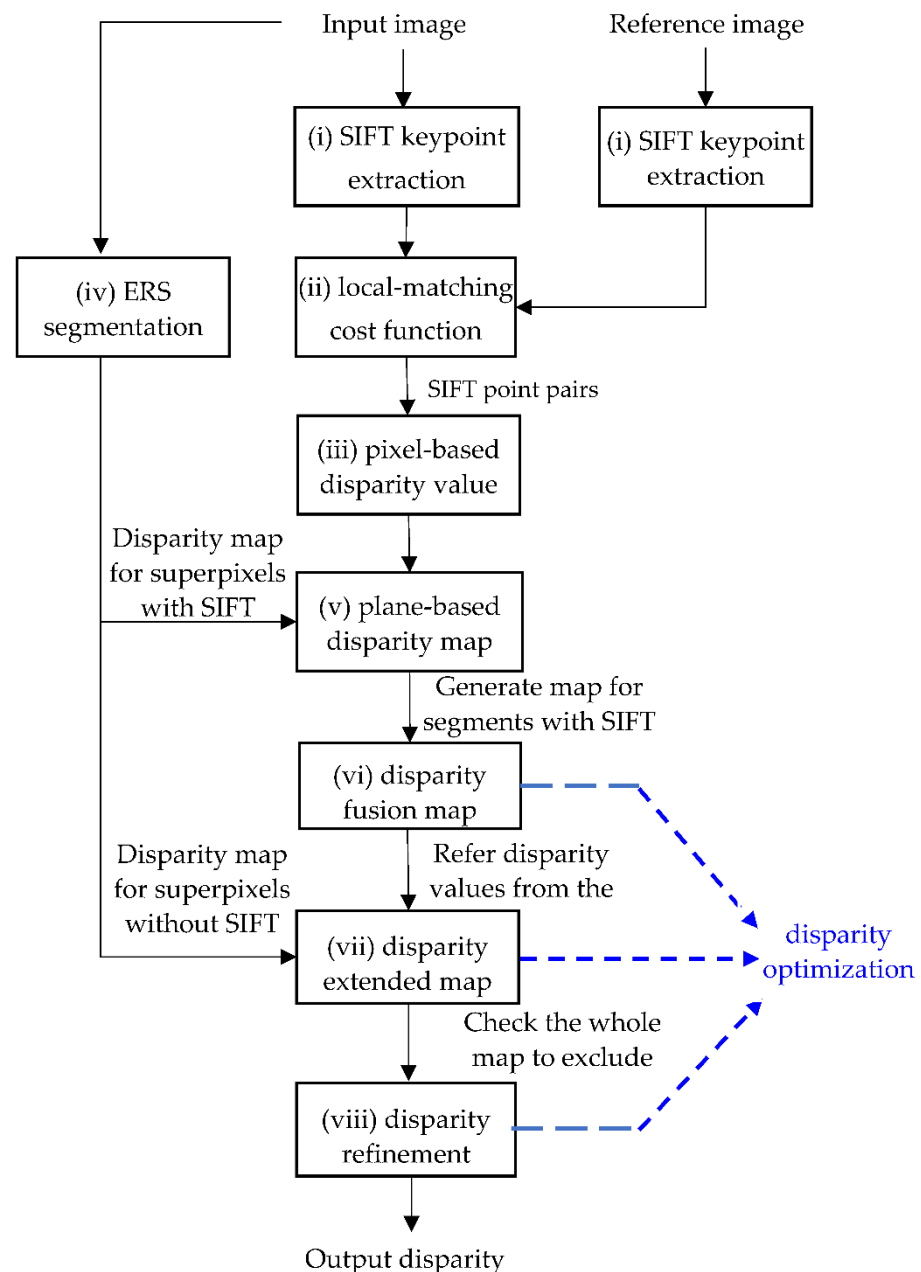 Input image
Reference image
(i) SIFT keypoint
extraction
(i) SIFT keypoint
extraction
(iv) ERS
segmentation
(ii) local-matching
cost function
SIFT point pairs
(iii) pixel-based
disparity value
Disparity map
for superpixels
with SIFT
(v) plane-based
disparity map
Generate map for
segments with SIFT
(vi) disparity
fusion map
Disparity map
for superpixels
without SIFT
Refer disparity
values from the
(vii) disparity
extended map
disparity
optimization
Check the whole
map to exclude
(viii) disparity
refinement
Output disparity